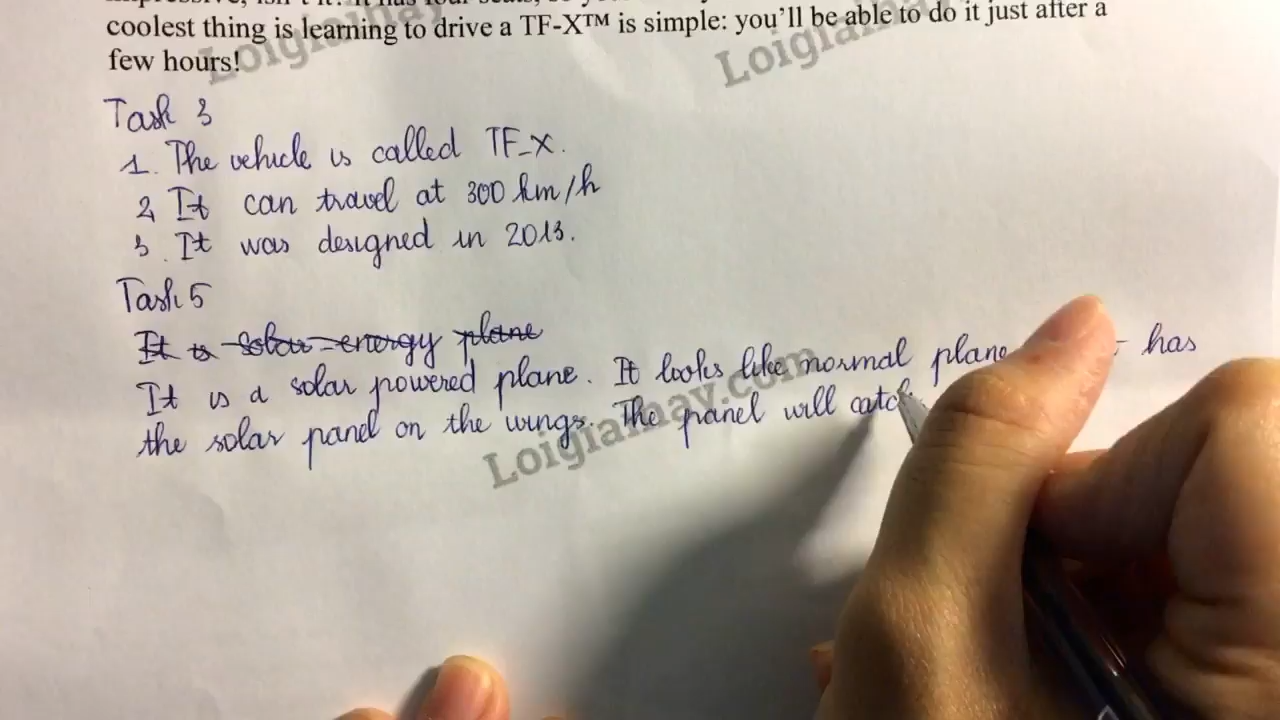 coolest thing is learning to drive a TF-X™ is simple: you'll be able to do it just after a
few hours!
Task 3
1. The vehicle is called TF-X.
2, It can travel at 300 km/h
3. It was designed in 2013.
Task 5
It is solar-energy plane
It is a solar powered plane. It looks like normal plane has
the solar panel on the wings. The panel will catch
Loigiaihay.com